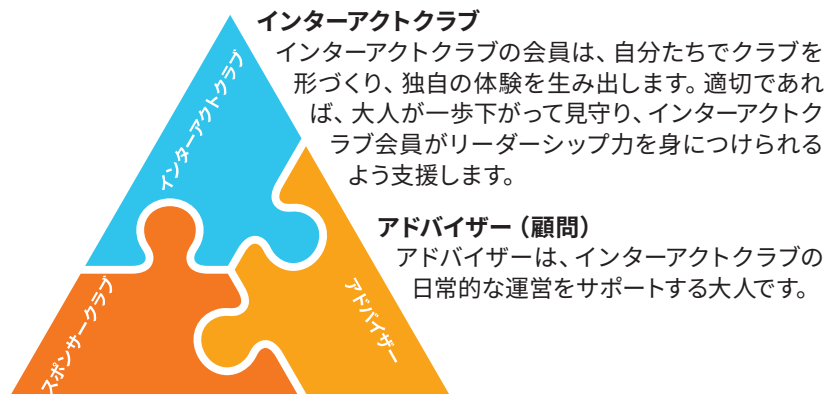 インターアクトクラブ
インターアクトクラブの会員は、自分たちでクラブを
形づくり、独自の体験を生み出します。適切であれ
ば、大人が一歩下がって見守り、インターアクトク
ラブ会員がリーダーシップ力を身につけられる
よう支援します。
アドバイザー（顧問）
アドバイザーは、インターアクトクラブの
日常的な運営をサポートする大人です。
インターアクトクラブ
アドバイザー
スポンサークラブ